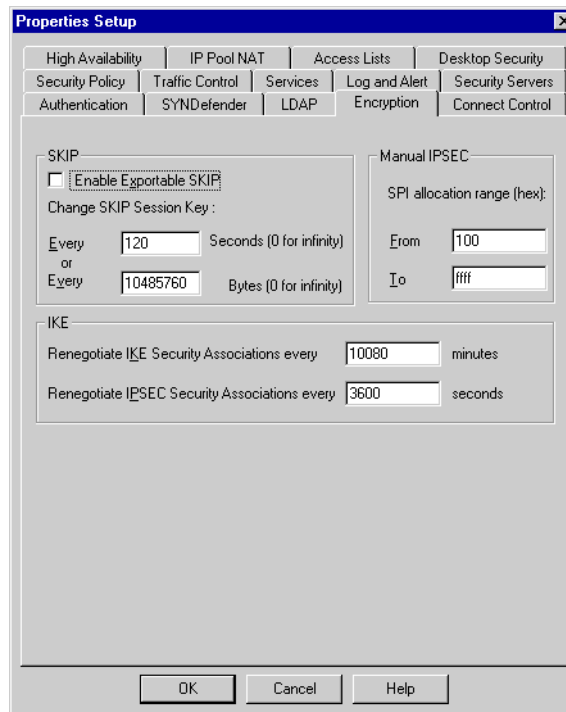 Properties Setup
High Availability
IP Pool NAT
Access Lists
Desktop Security
Security Policy
Traffic Control
Services
Log and Alert
Security Servers
Authentication
SYNDefender
LDAP
Encryption
Connect Control
SKIP
Enable Exportable SKIP
Change SKIP Session Key :
Every 120 Seconds (0 for infinity)
or
Every 10485760 Bytes (0 for infinity)
Manual IPSEC
SPI allocation range (hex):
From 100
To ffff
IKE
Renegotiate IKE Security Associations every 10080 minutes
Renegotiate IPSEC Security Associations every 3600 seconds
OK
Cancel
Help